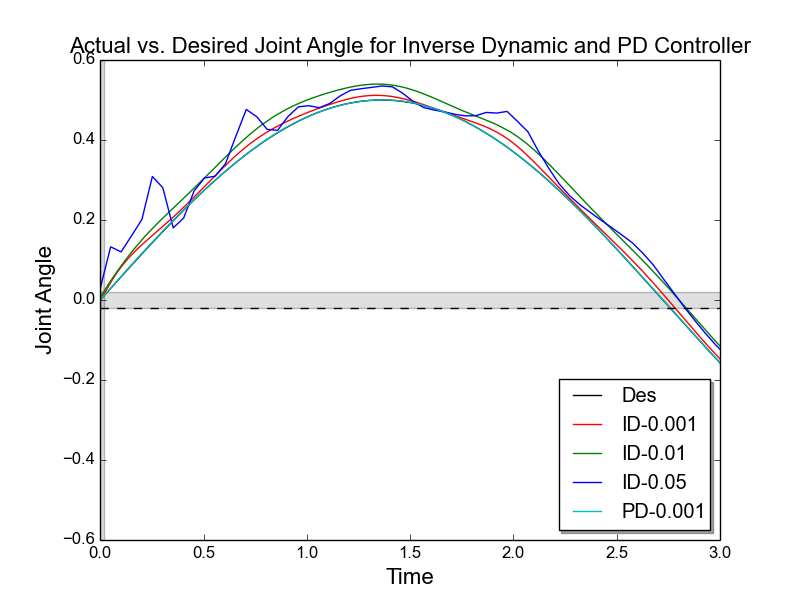 Actual vs. Desired Joint Angle for Inverse Dynamic and PD Controller
0.6
0.4
0.2
0.0
−0.2
−0.4
−0.6
Joint Angle
Des
ID-0.001
ID-0.01
ID-0.05
PD-0.001
0.0 0.5 1.0 1.5 2.0 2.5 3.0
Time